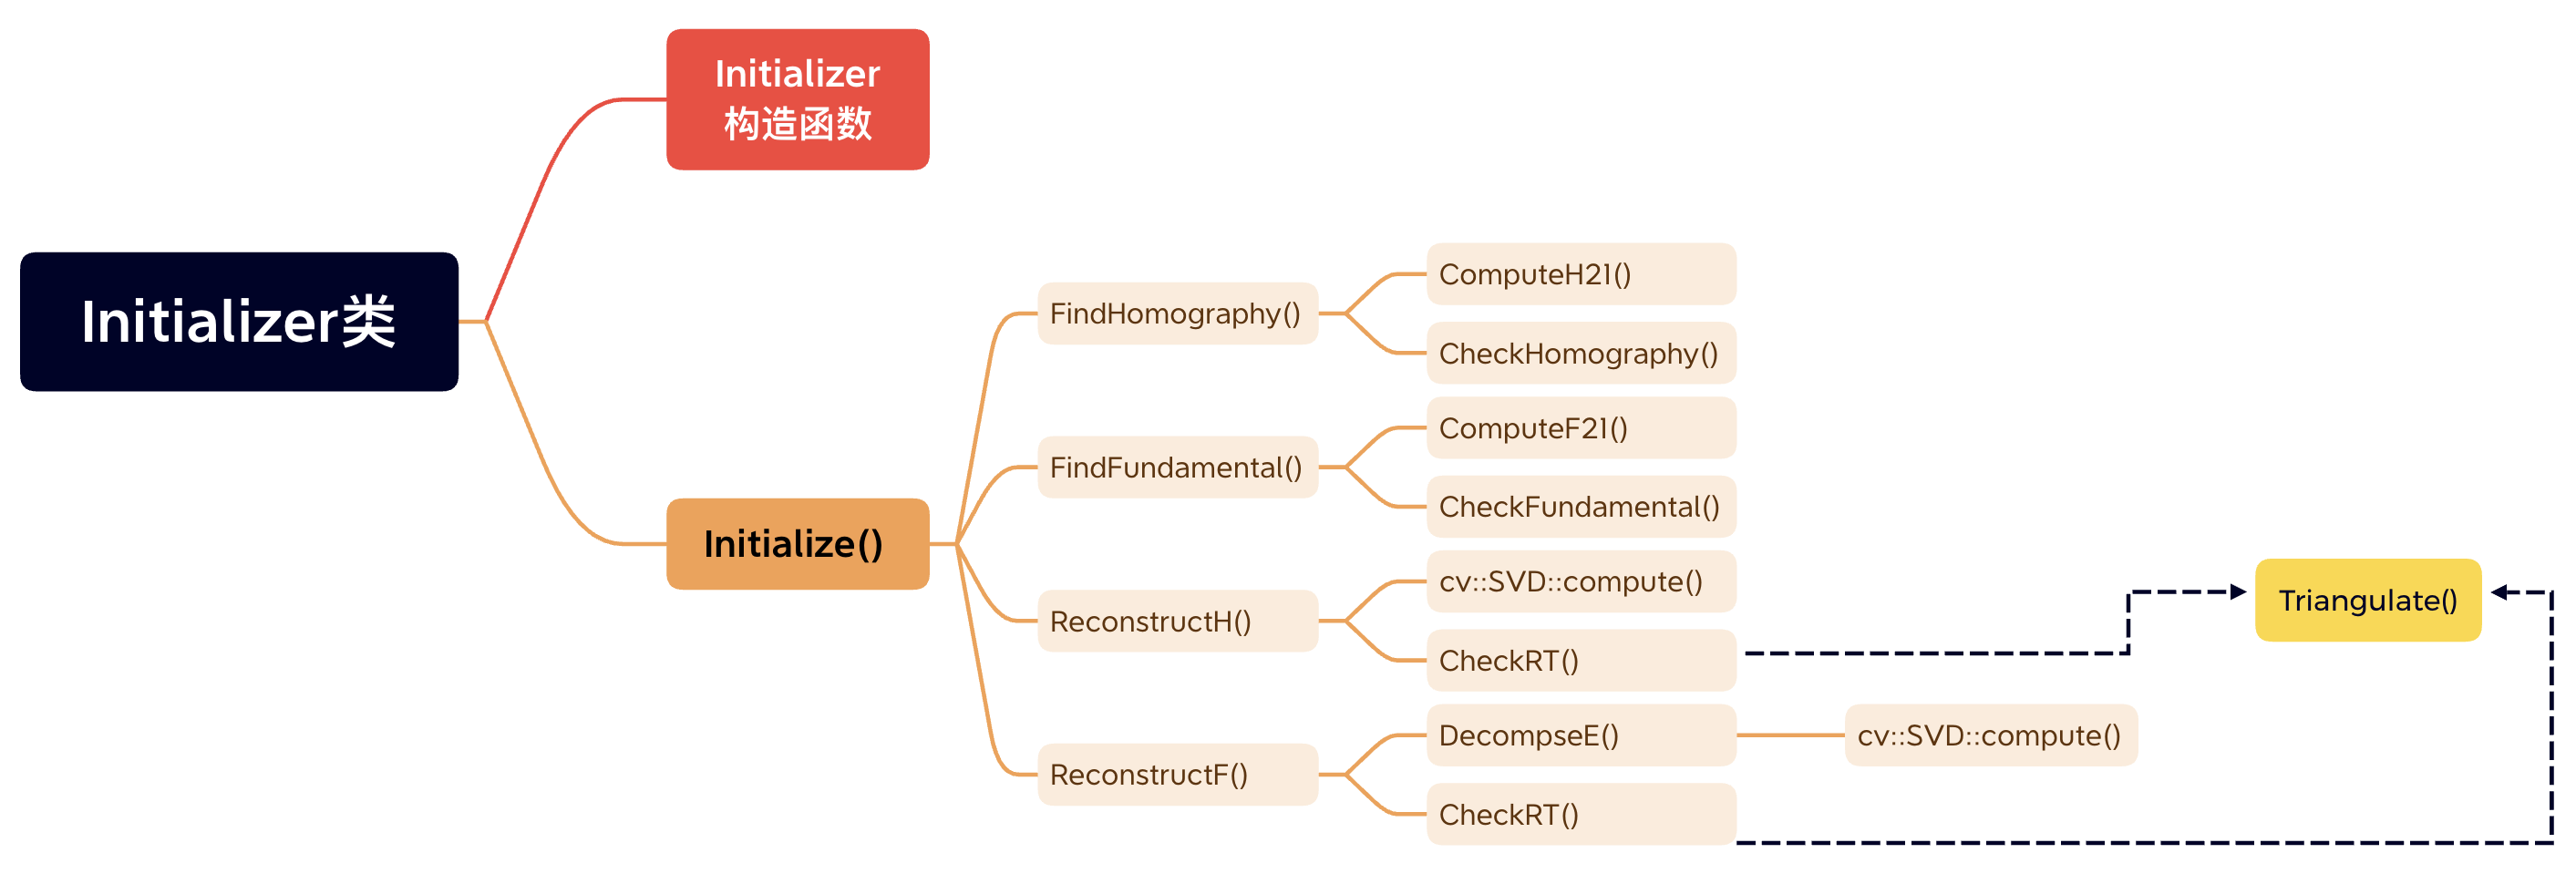 Initializer
构造函数
Initializer类
Initialize()
FindHomography()
ComputeH21()
CheckHomography()
FindFundamental()
ComputeF21()
CheckFundamental()
ReconstructH()
cv::SVD::compute()
CheckRT()
Triangulate()
ReconstructF()
DecompseE()
cv::SVD::compute()
CheckRT()